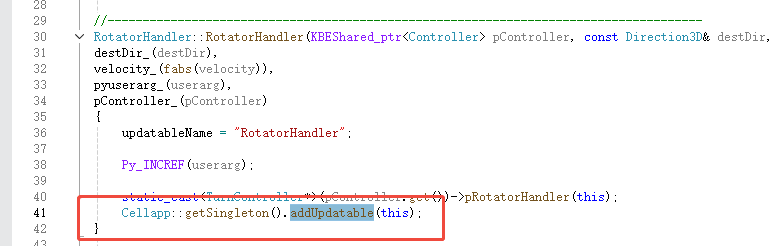 28
29 //---------------------------------------------------------------------------
30 RotatorHandler::RotatorHandler(KBEShared_ptr<Controller> pController, const Direction3D& destDir,
31 destDir_(destDir),
32 velocity_(fabs(velocity)),
33 pyuserarg_(userarg),
34 pController_(pController)
35 {
36 updatableName = "RotatorHandler";
37
38 Py_INCREF(userarg);
39
40 static_cast<TurnController*>(pController.get())->pRotatorHandler(this);
41 Cellapp::getSingleton().addUpdatable(this);
42 }